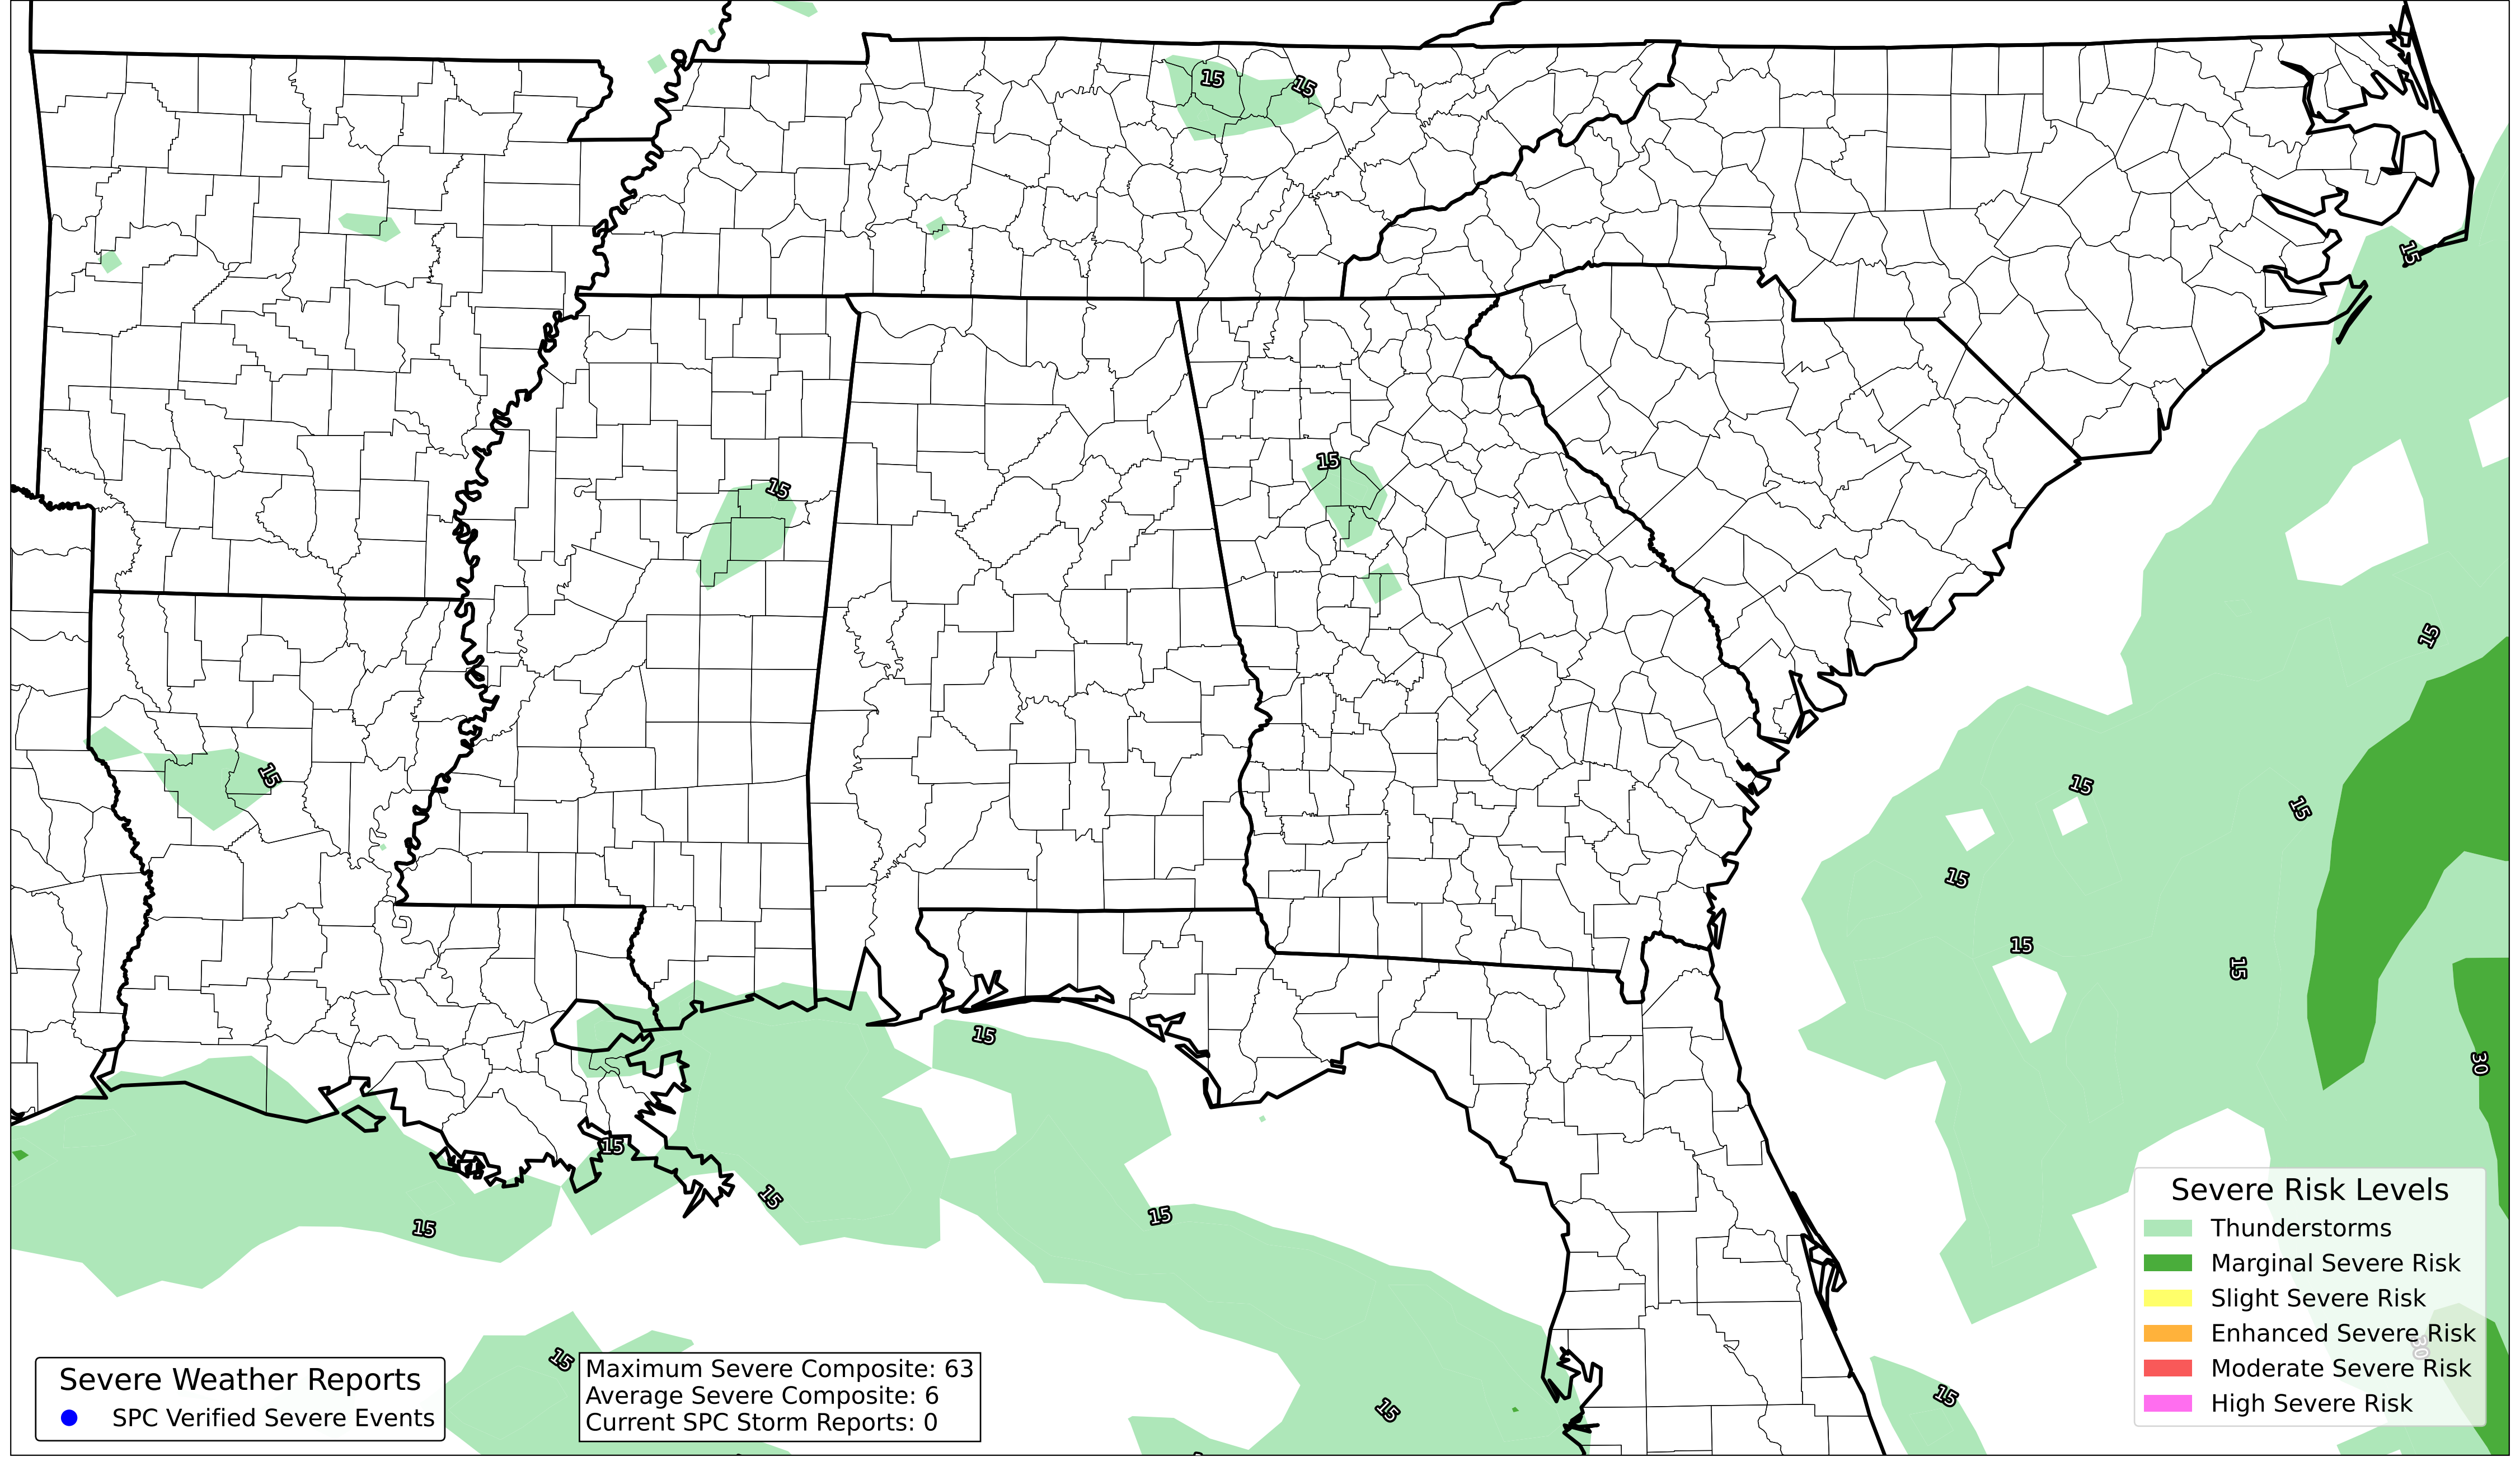 15
15
15
15
15
15
15
15
15
15
15
15
15
30
15
15
15
15
15
15
15
30
Severe Risk Levels
Thunderstorms
Marginal Severe Risk
Slight Severe Risk
Enhanced Severe Risk
Moderate Severe Risk
High Severe Risk
Severe Weather Reports
SPC Verified Severe Events
Maximum Severe Composite: 63
Average Severe Composite: 6
Current SPC Storm Reports: 0